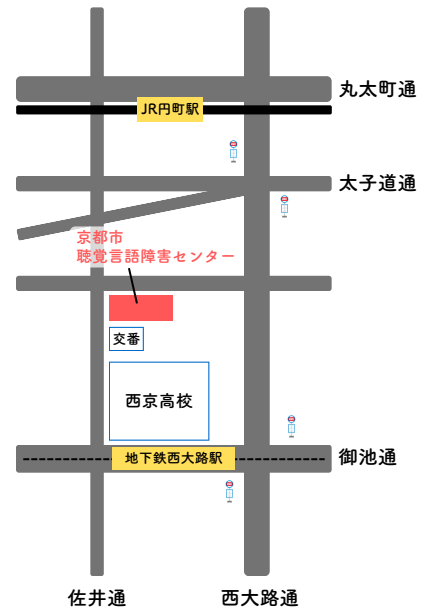 丸太町通
JR円町駅
太子道通
京都市
聴覚言語障害センター
交番
西京高校
地下鉄西大路駅
御池通
佐井通
西大路通